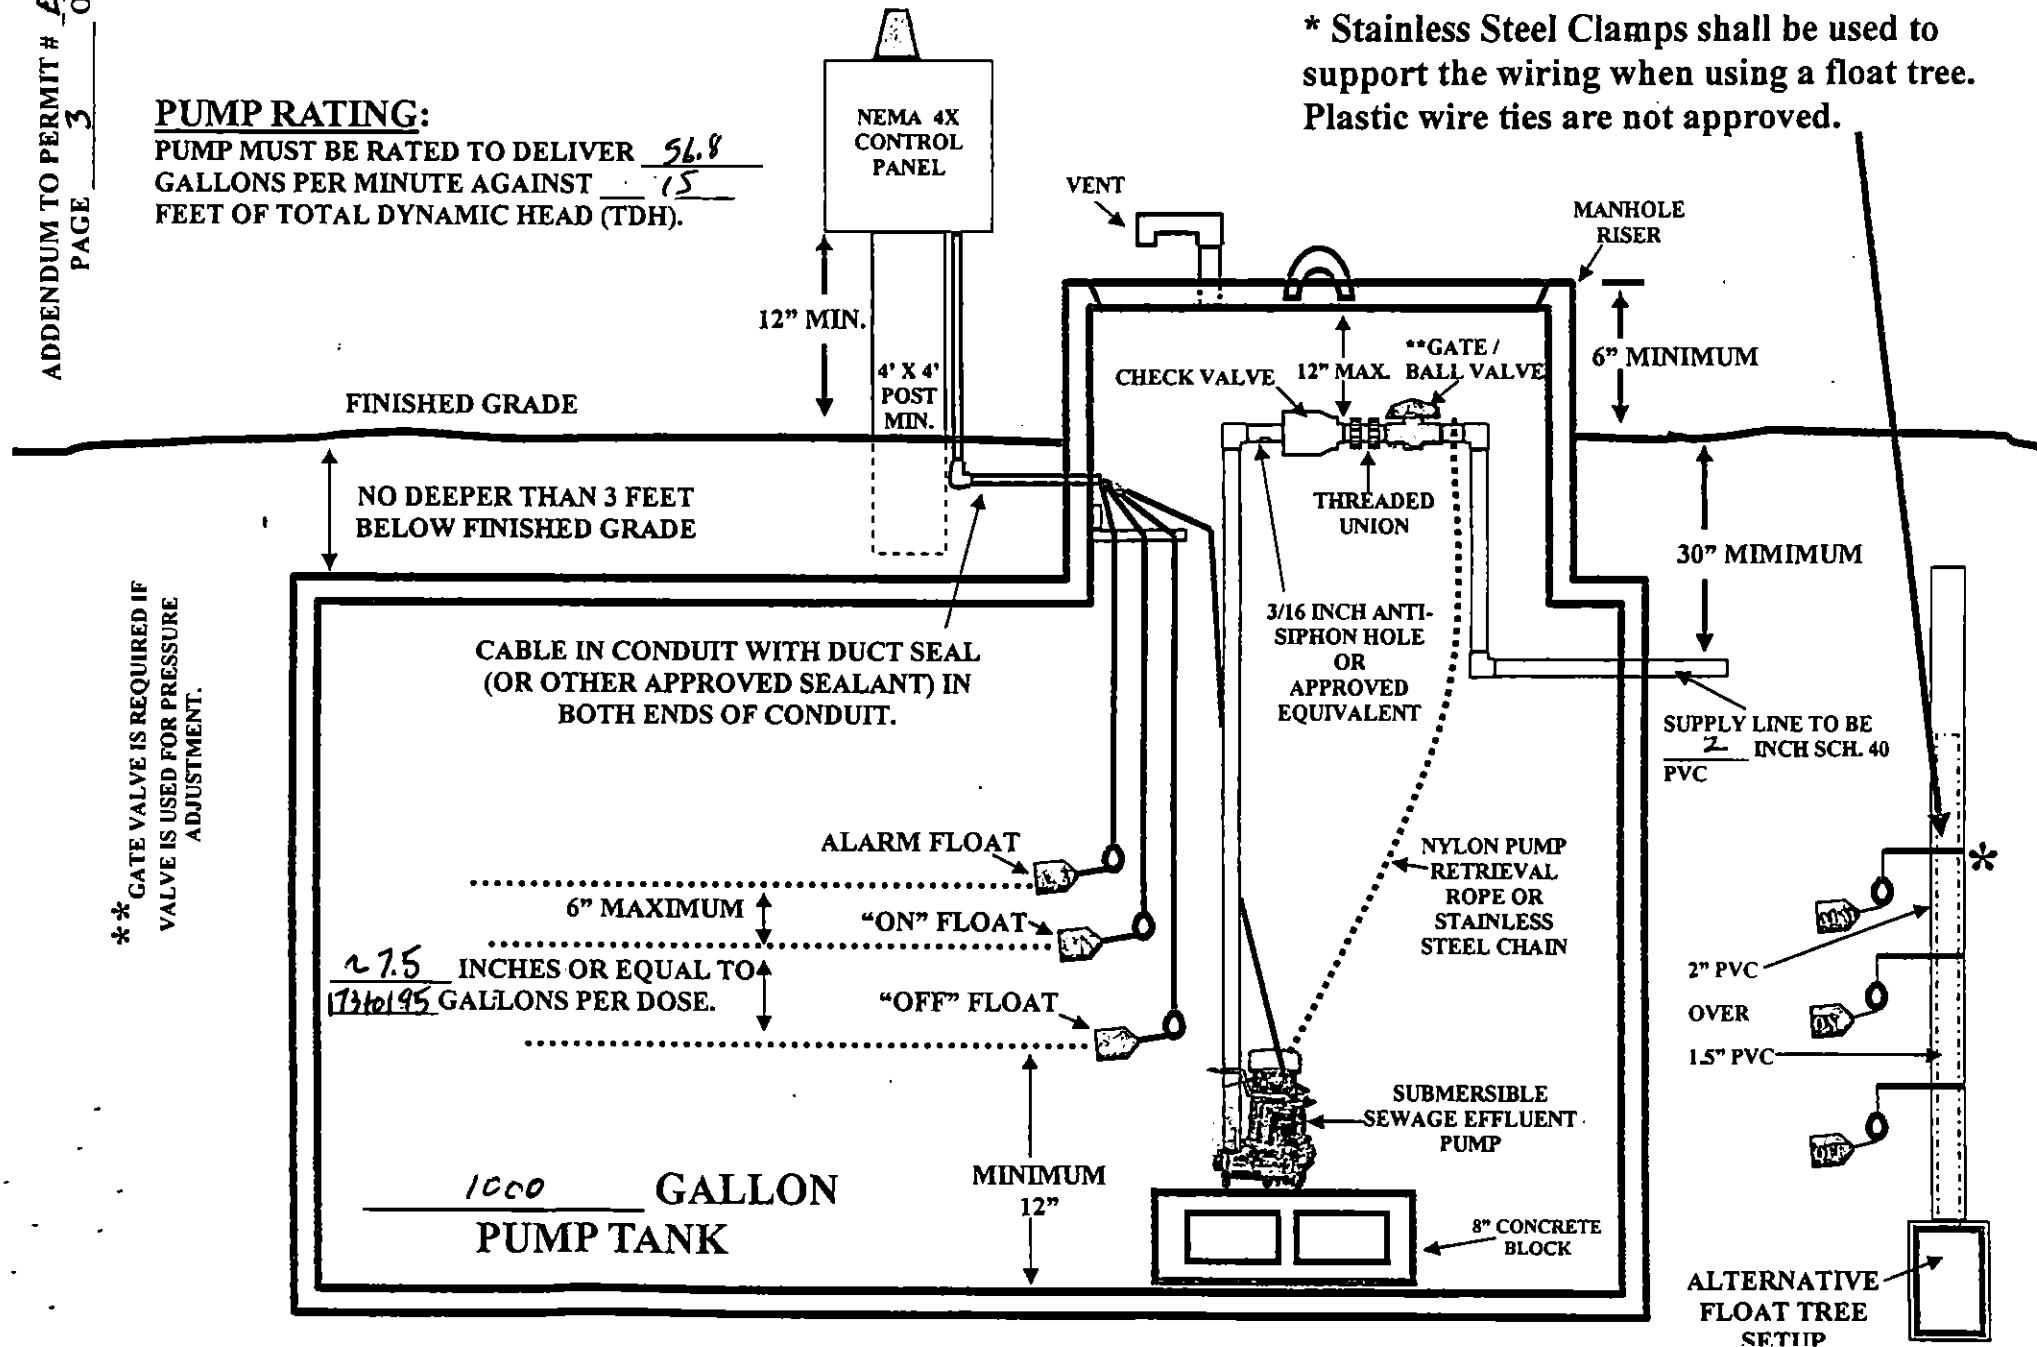 ADDENDUM TO PERMIT #
PAGE 3
PUMP RATING:
PUMP MUST BE RATED TO DELIVER 56.8
GALLONS PER MINUTE AGAINST 15
FEET OF TOTAL DYNAMIC HEAD (TDH).
NEMA 4X
CONTROL
PANEL
* Stainless Steel Clamps shall be used to
support the wiring when using a float tree.
Plastic wire ties are not approved.
VENT
MANHOLE
RISER
12” MIN.
4' X 4'
POST
MIN.
CHECK VALVE
12” MAX.
**GATE /
BALL VALVE
6” MINIMUM
FINISHED GRADE
NO DEEPER THAN 3 FEET
BELOW FINISHED GRADE
THREADED
UNION
30” MIMIMUM
3/16 INCH ANTI-
SIPHON HOLE
OR
APPROVED
EQUIVALENT
CABLE IN CONDUIT WITH DUCT SEAL
(OR OTHER APPROVED SEALANT) IN
BOTH ENDS OF CONDUIT.
** GATE VALVE IS REQUIRED IF
VALVE IS USED FOR PRESSURE
ADJUSTMENT.
SUPPLY LINE TO BE
2 INCH SCH. 40
PVC
ALARM FLOAT
6” MAXIMUM
“ON” FLOAT
~7.5 INCHES OR EQUAL TO
173to195 GALLONS PER DOSE.
“OFF” FLOAT
NYLON PUMP
RETRIEVAL
ROPE OR
STAINLESS
STEEL CHAIN
*
2” PVC
OVER
1.5” PVC
ON
OFF
SUBMERSIBLE
SEWAGE EFFLUENT
PUMP
MINIMUM
12”
1000 GALLON
PUMP TANK
8” CONCRETE
BLOCK
ALTERNATIVE
FLOAT TREE
SETUP